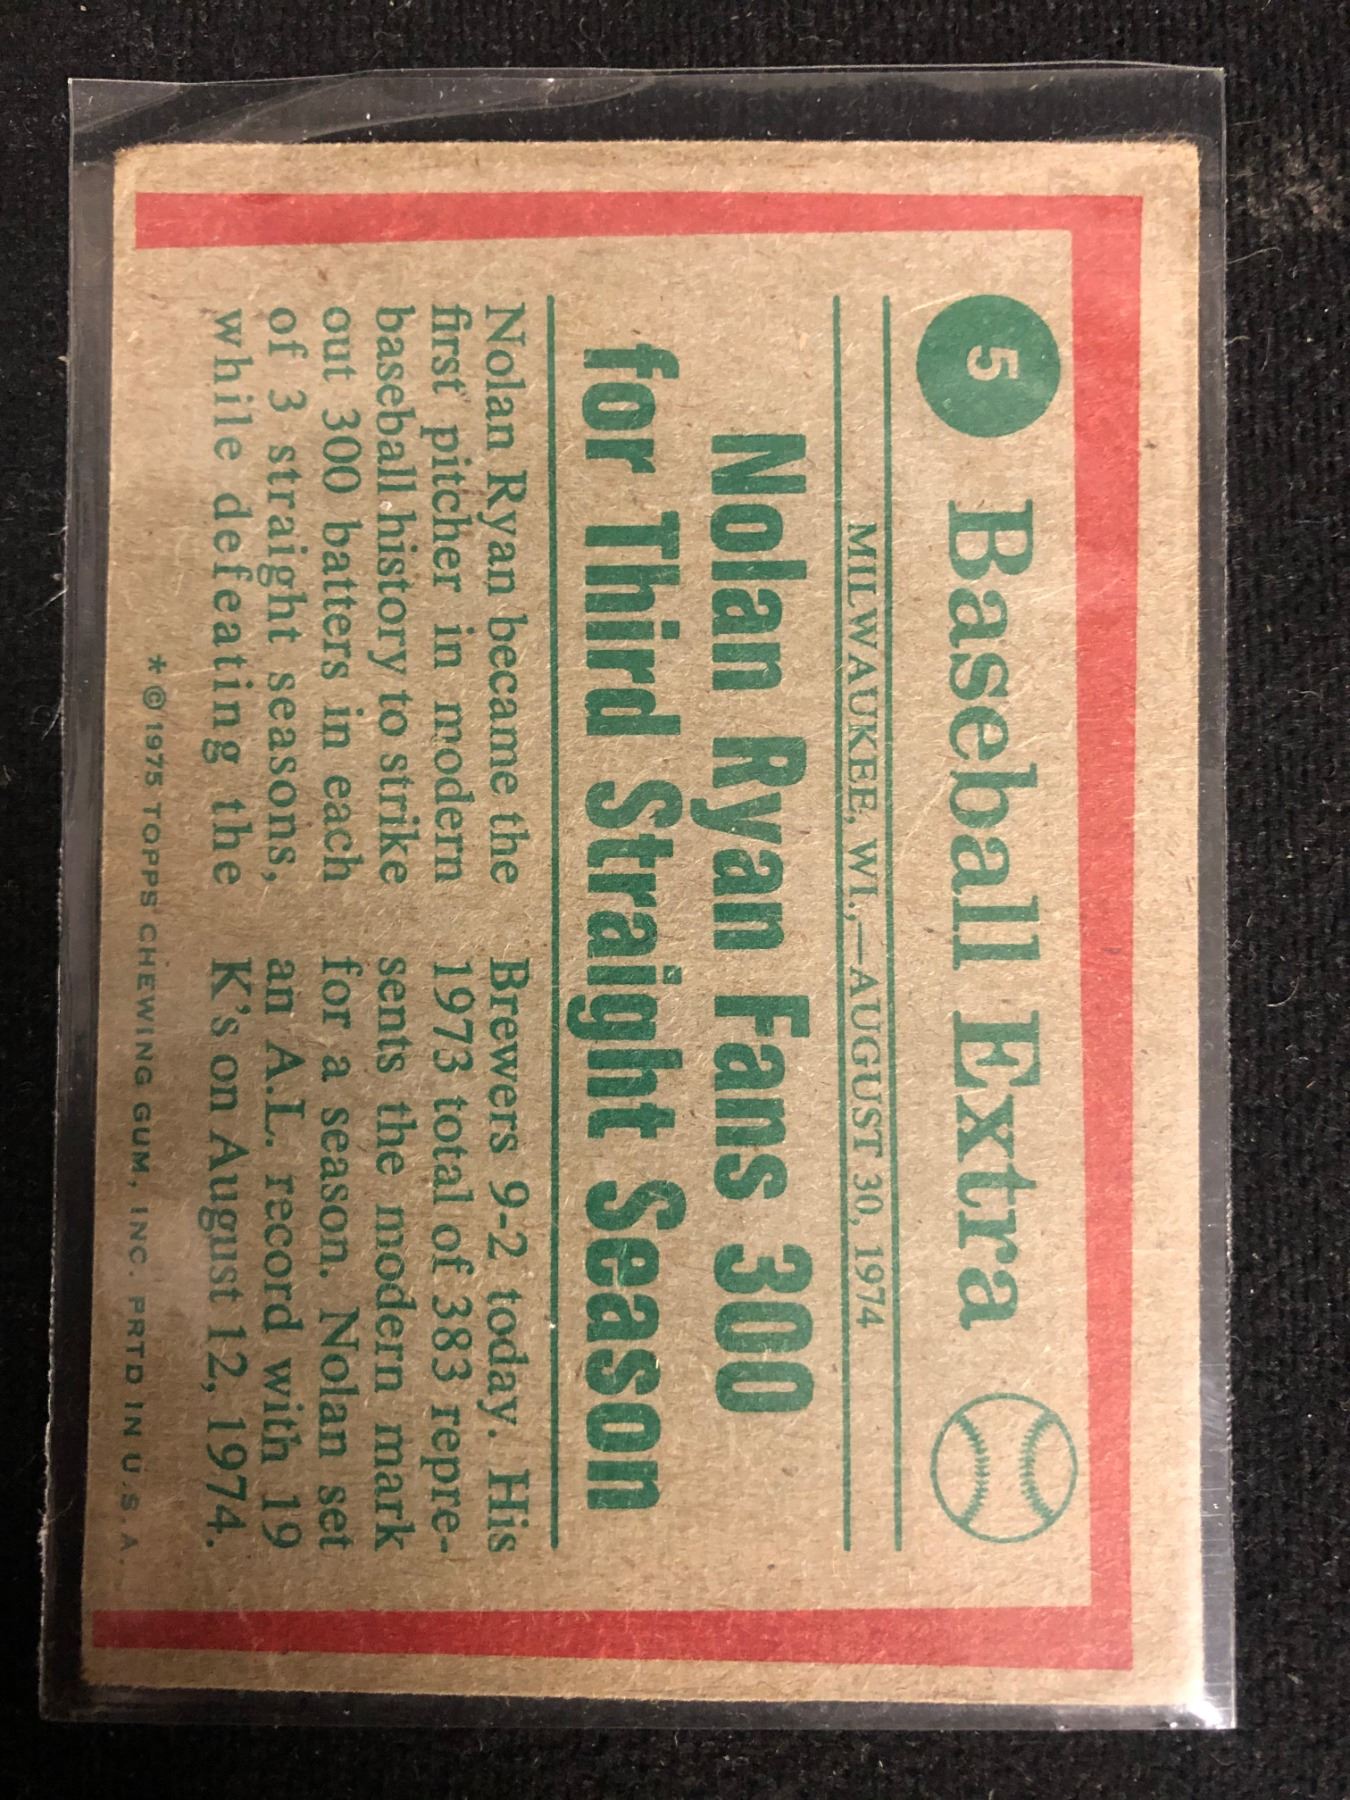 5 Baseball Extra
MILWAUKEE, WI.,—AUGUST 30, 1974
Nolan Ryan Fans 300
for Third Straight Season
Nolan Ryan became the
first pitcher in modern
baseball history to strike
out 300 batters in each
of 3 straight seasons,
while defeating the
Brewers 9-2 today. His
1973 total of 383 repre-
sents the modern mark
for a season. Nolan set
an A.L. record with 19
K's on August 12, 1974.
* © 1975 TOPPS CHEWING GUM, INC. PRTD IN U.S.A.